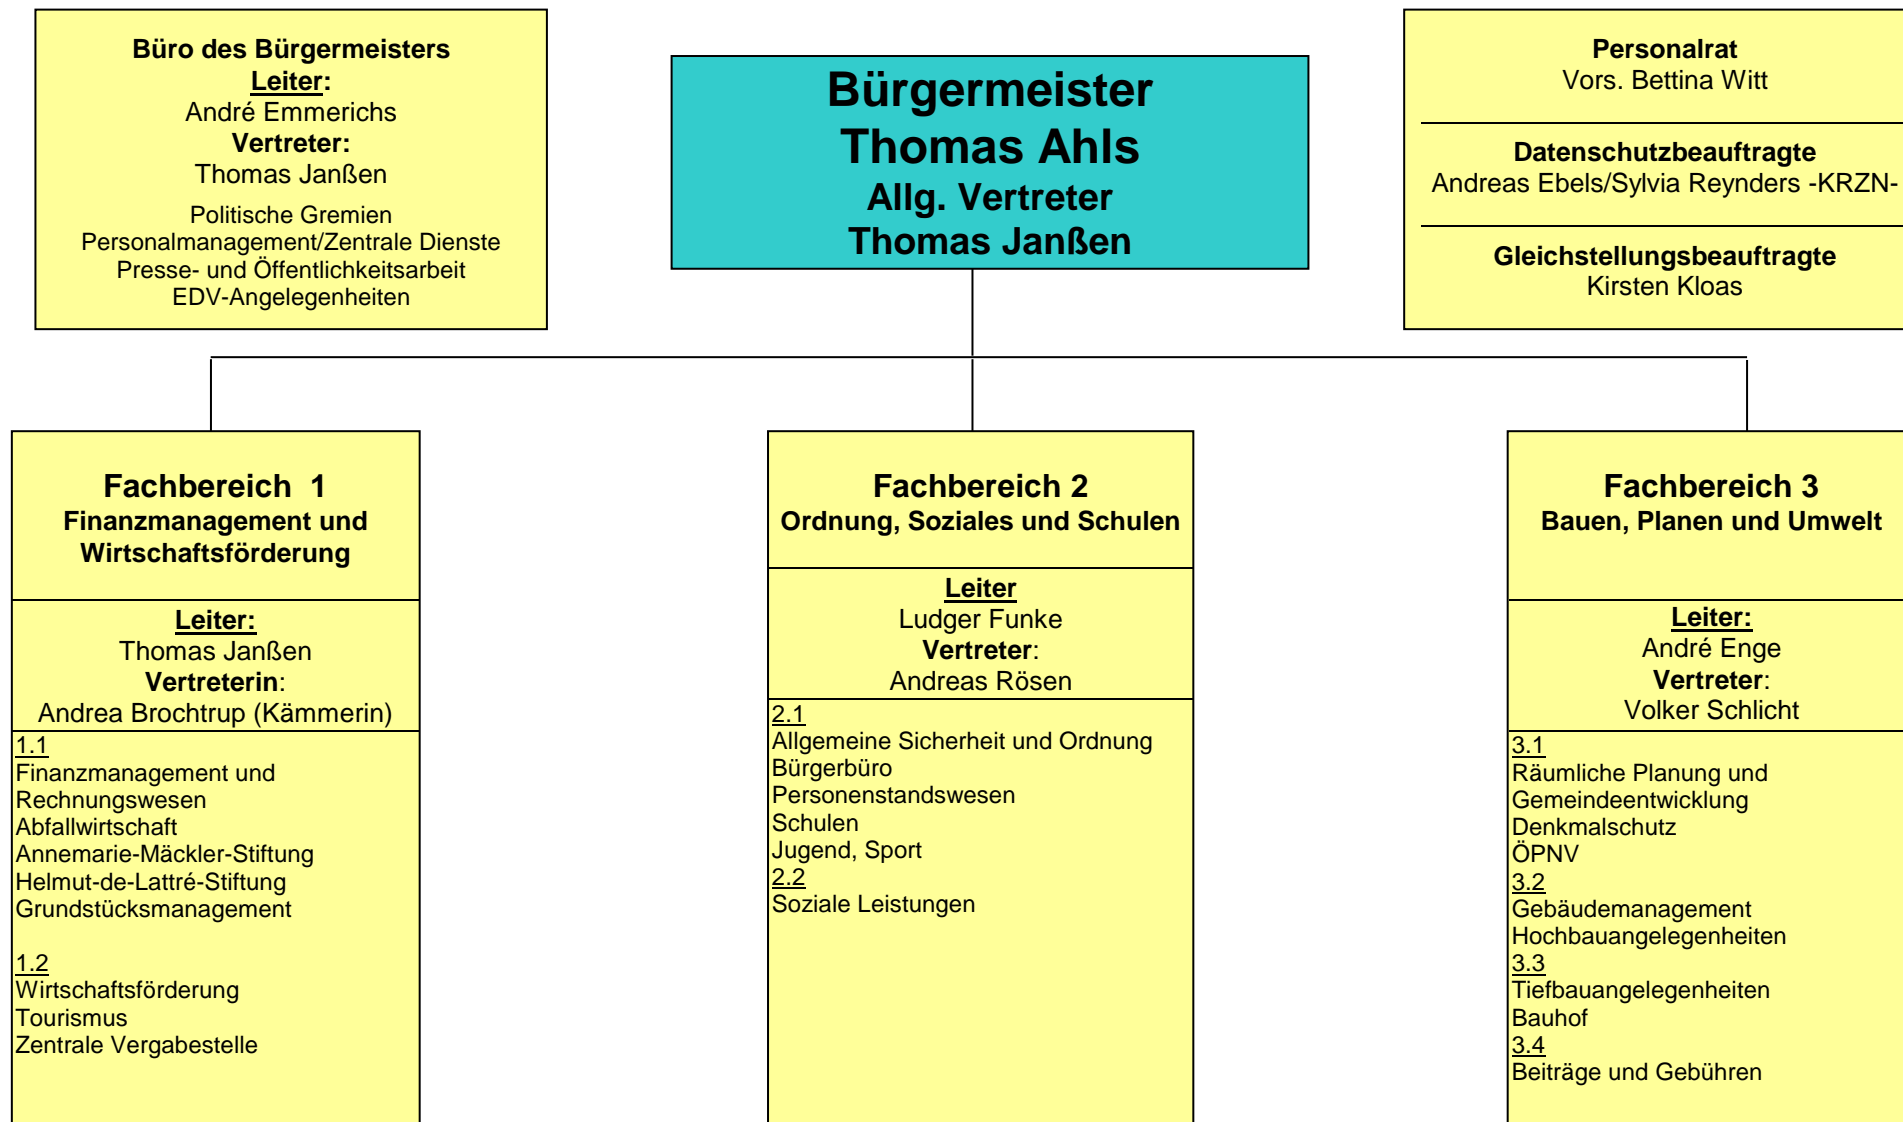 Büro des Bürgermeisters
Leiter:
André Emmerichs
Vertreter:
Thomas Janßen
Politische Gremien
Personalmanagement/Zentrale Dienste
Presse- und Öffentlichkeitsarbeit
EDV-Angelegenheiten
Bürgermeister
Thomas Ahls
Allg. Vertreter
Thomas Janßen
Personalrat
Vors. Bettina Witt
Datenschutzbeauftragte
Andreas Ebels/Sylvia Reynders -KRZN-
Gleichstellungsbeauftragte
Kirsten Kloas
Fachbereich 1
Finanzmanagement und
Wirtschaftsförderung
Leiter:
Thomas Janßen
Vertreterin:
Andrea Brochtrup (Kämmerin)
1.1
Finanzmanagement und
Rechnungswesen
Abfallwirtschaft
Annemarie-Mäckler-Stiftung
Helmut-de-Lattré-Stiftung
Grundstücksmanagement
1.2
Wirtschaftsförderung
Tourismus
Zentrale Vergabestelle
Fachbereich 2
Ordnung, Soziales und Schulen
Leiter
Ludger Funke
Vertreter:
Andreas Rösen
2.1
Allgemeine Sicherheit und Ordnung
Bürgerbüro
Personenstandswesen
Schulen
Jugend, Sport
2.2
Soziale Leistungen
Fachbereich 3
Bauen, Planen und Umwelt
Leiter:
André Enge
Vertreter:
Volker Schlicht
3.1
Räumliche Planung und
Gemeindeentwicklung
Denkmalschutz
ÖPNV
3.2
Gebäudemanagement
Hochbauangelegenheiten
3.3
Tiefbauangelegenheiten
Bauhof
3.4
Beiträge und Gebühren